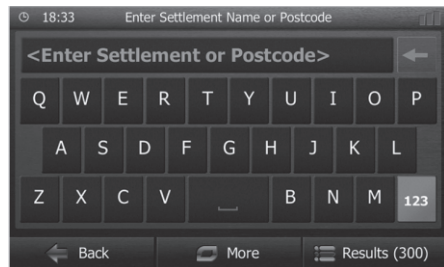 18:33 Enter Settlement Name or Postcode
<Enter Settlement or Postcode>
Q W E R T Y U I O P
A S D F G H J K L
Z X C V B N M 123
Back More Results (300)